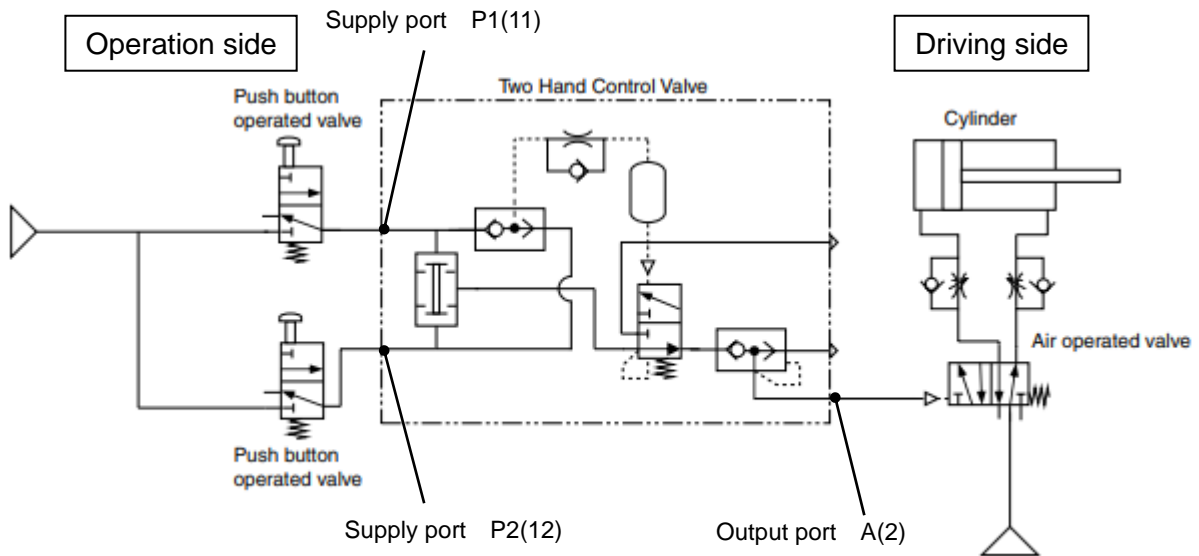 Supply port P1(11)
Operation side
Driving side
Two Hand Control Valve
Push button
operated valve
Cylinder
Air operated valve
Push button
operated valve
Supply port P2(12)
Output port A(2)